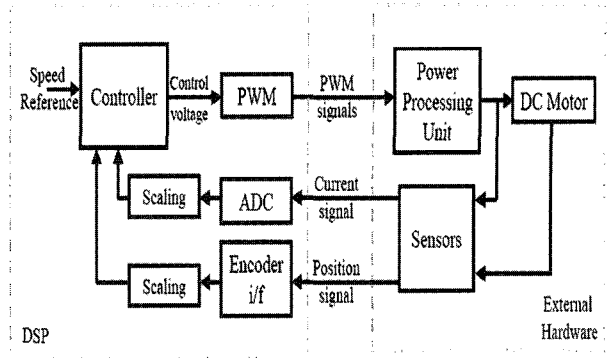 Speed
Reference
Controller
Control
voltage
PWM
PWM
signals
Power
Processing
Unit
DC Motor
Scaling
ADC
Current
signal
Sensors
Scaling
Encoder
i/f
Position
signal
DSP
External
Hardware